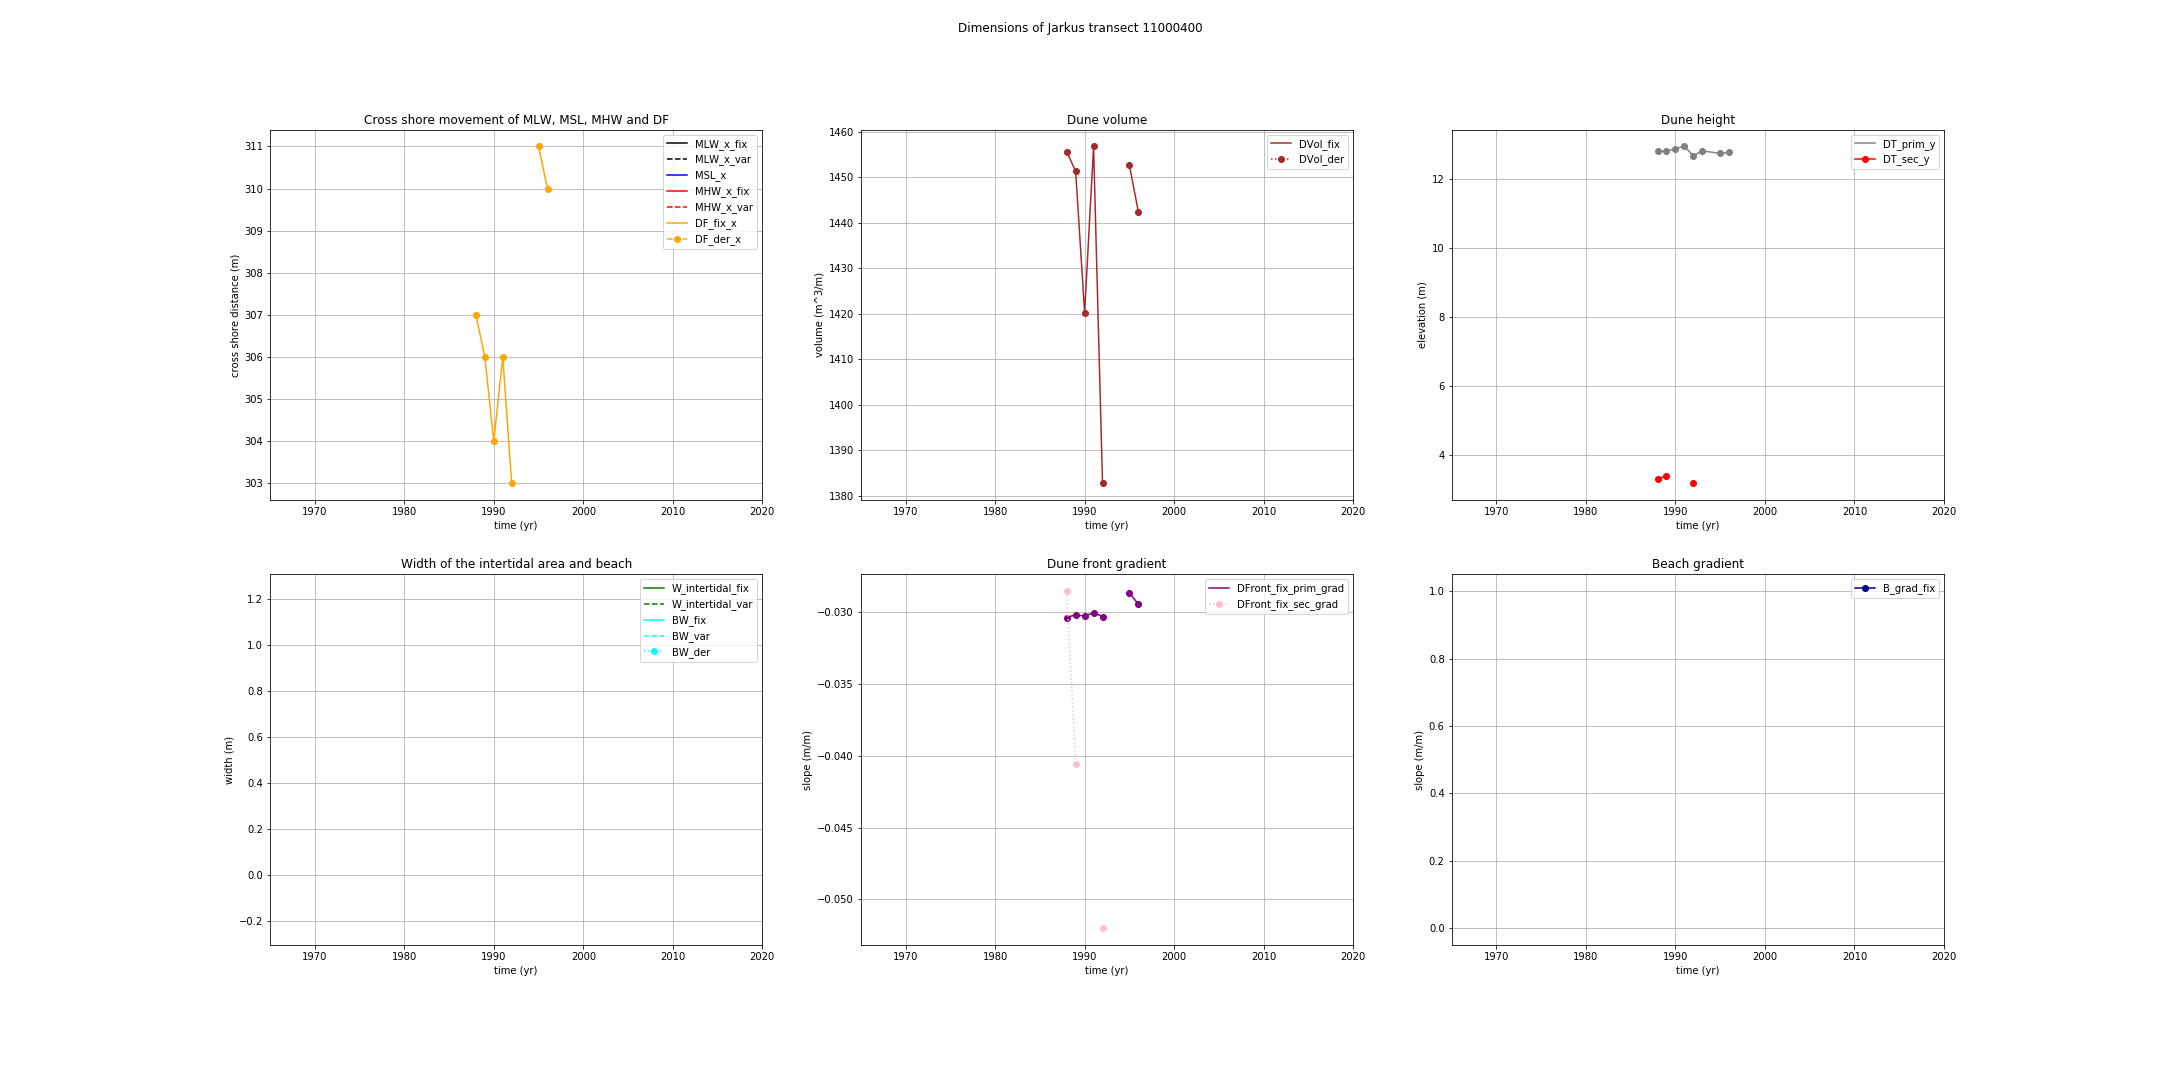 Dimensions of Jarkus transect 11000400
Cross shore movement of MLW, MSL, MHW and DF
311
310
309
308
307
306
305
304
303
cross shore distance (m)
MLW_x_fix
MLW_x_var
MSL_x
MHW_x_fix
MHW_x_var
DF_fix_x
DF_der_x
1970 1980 1990 2000 2010 2020
time (yr)
Dune volume
1460
1450
1440
1430
1420
1410
1400
1390
1380
volume (m^3/m)
DVol_fix
DVol_der
1970 1980 1990 2000 2010 2020
time (yr)
Dune height
12
10
8
6
4
elevation (m)
DT_prim_y
DT_sec_y
1970 1980 1990 2000 2010 2020
time (yr)
Width of the intertidal area and beach
1.2
1.0
0.8
0.6
0.4
0.2
0.0
−0.2
width (m)
W_intertidal_fix
W_intertidal_var
BW_fix
BW_var
BW_der
1970 1980 1990 2000 2010 2020
time (yr)
Dune front gradient
−0.030
−0.035
−0.040
−0.045
−0.050
slope (m/m)
DFront_fix_prim_grad
DFront_fix_sec_grad
1970 1980 1990 2000 2010 2020
time (yr)
Beach gradient
1.0
0.8
0.6
0.4
0.2
0.0
slope (m/m)
B_grad_fix
1970 1980 1990 2000 2010 2020
time (yr)